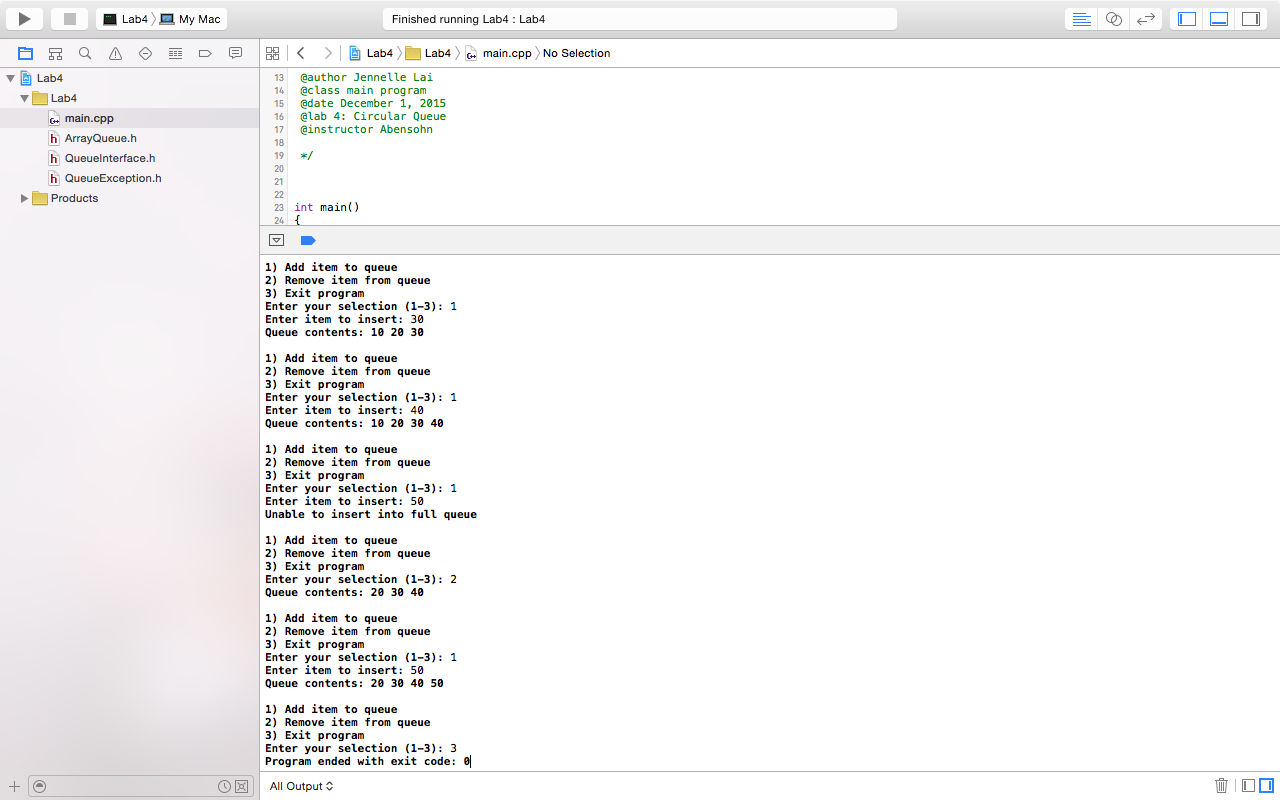 Lab4 My Mac
Finished running Lab4 : Lab4
Lab4 Lab4 main.cpp No Selection
Lab4
Lab4
main.cpp
ArrayQueue.h
QueueInterface.h
QueueException.h
Products
13 @author Jennelle Lai
14 @class main program
15 @date December 1, 2015
16 @lab 4: Circular Queue
17 @instructor Abensohn
18
19 */
20
21
22
23 int main()
24 {
1) Add item to queue
2) Remove item from queue
3) Exit program
Enter your selection (1-3): 1
Enter item to insert: 30
Queue contents: 10 20 30
1) Add item to queue
2) Remove item from queue
3) Exit program
Enter your selection (1-3): 1
Enter item to insert: 40
Queue contents: 10 20 30 40
1) Add item to queue
2) Remove item from queue
3) Exit program
Enter your selection (1-3): 1
Enter item to insert: 50
Unable to insert into full queue
1) Add item to queue
2) Remove item from queue
3) Exit program
Enter your selection (1-3): 2
Queue contents: 20 30 40
1) Add item to queue
2) Remove item from queue
3) Exit program
Enter your selection (1-3): 1
Enter item to insert: 50
Queue contents: 20 30 40 50
1) Add item to queue
2) Remove item from queue
3) Exit program
Enter your selection (1-3): 3
Program ended with exit code: 0
All Output